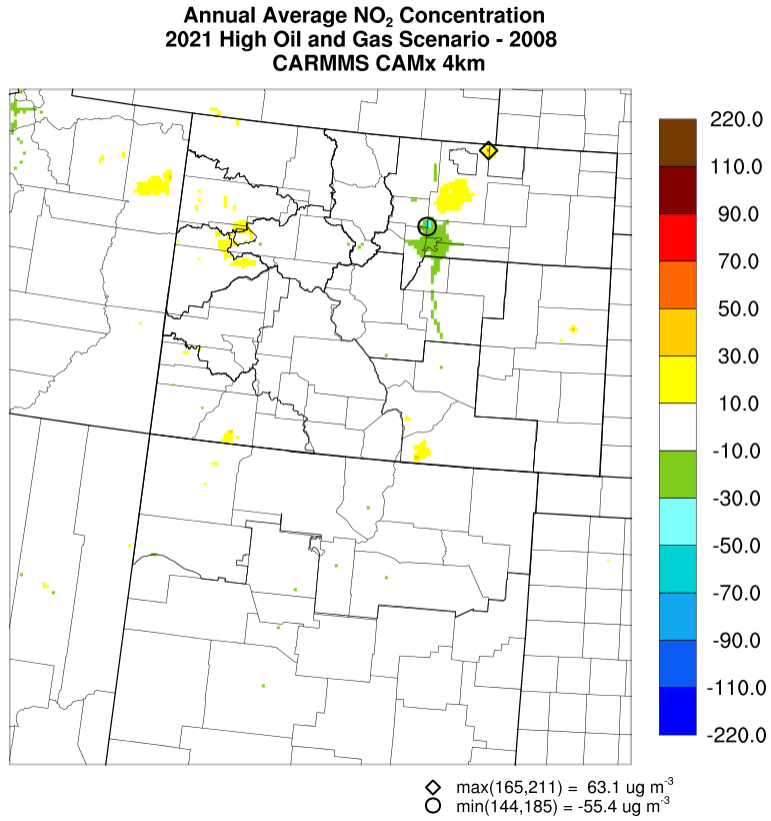 Annual Average NO₂ Concentration
2021 High Oil and Gas Scenario - 2008
CARMMS CAMx 4km
220.0
110.0
90.0
70.0
50.0
30.0
10.0
-10.0
-30.0
-50.0
-70.0
-90.0
-110.0
-220.0
max(165,211) = 63.1 ug m⁻³
min(144,185) = -55.4 ug m⁻³